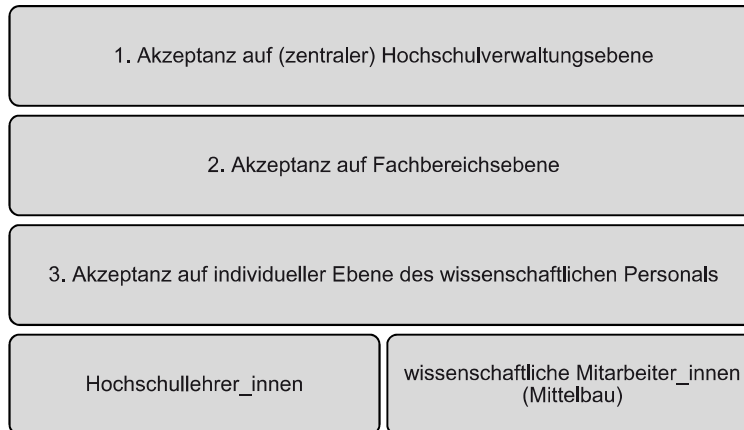 1. Akzeptanz auf (zentraler) Hochschulverwaltungsebene
2. Akzeptanz auf Fachbereichsebene
3. Akzeptanz auf individueller Ebene des wissenschaftlichen Personals
Hochschullehrer_innen
wissenschaftliche Mitarbeiter_innen
(Mittelbau)